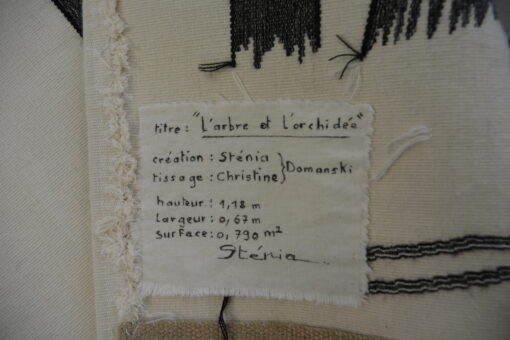 titre : "L'arbre et l'orchidée"
création : Sténia
tissage : Christine } Domanski
hauteur : 1,18 m
largeur : 0,67 m
surface : 0,790 m²
Sténia